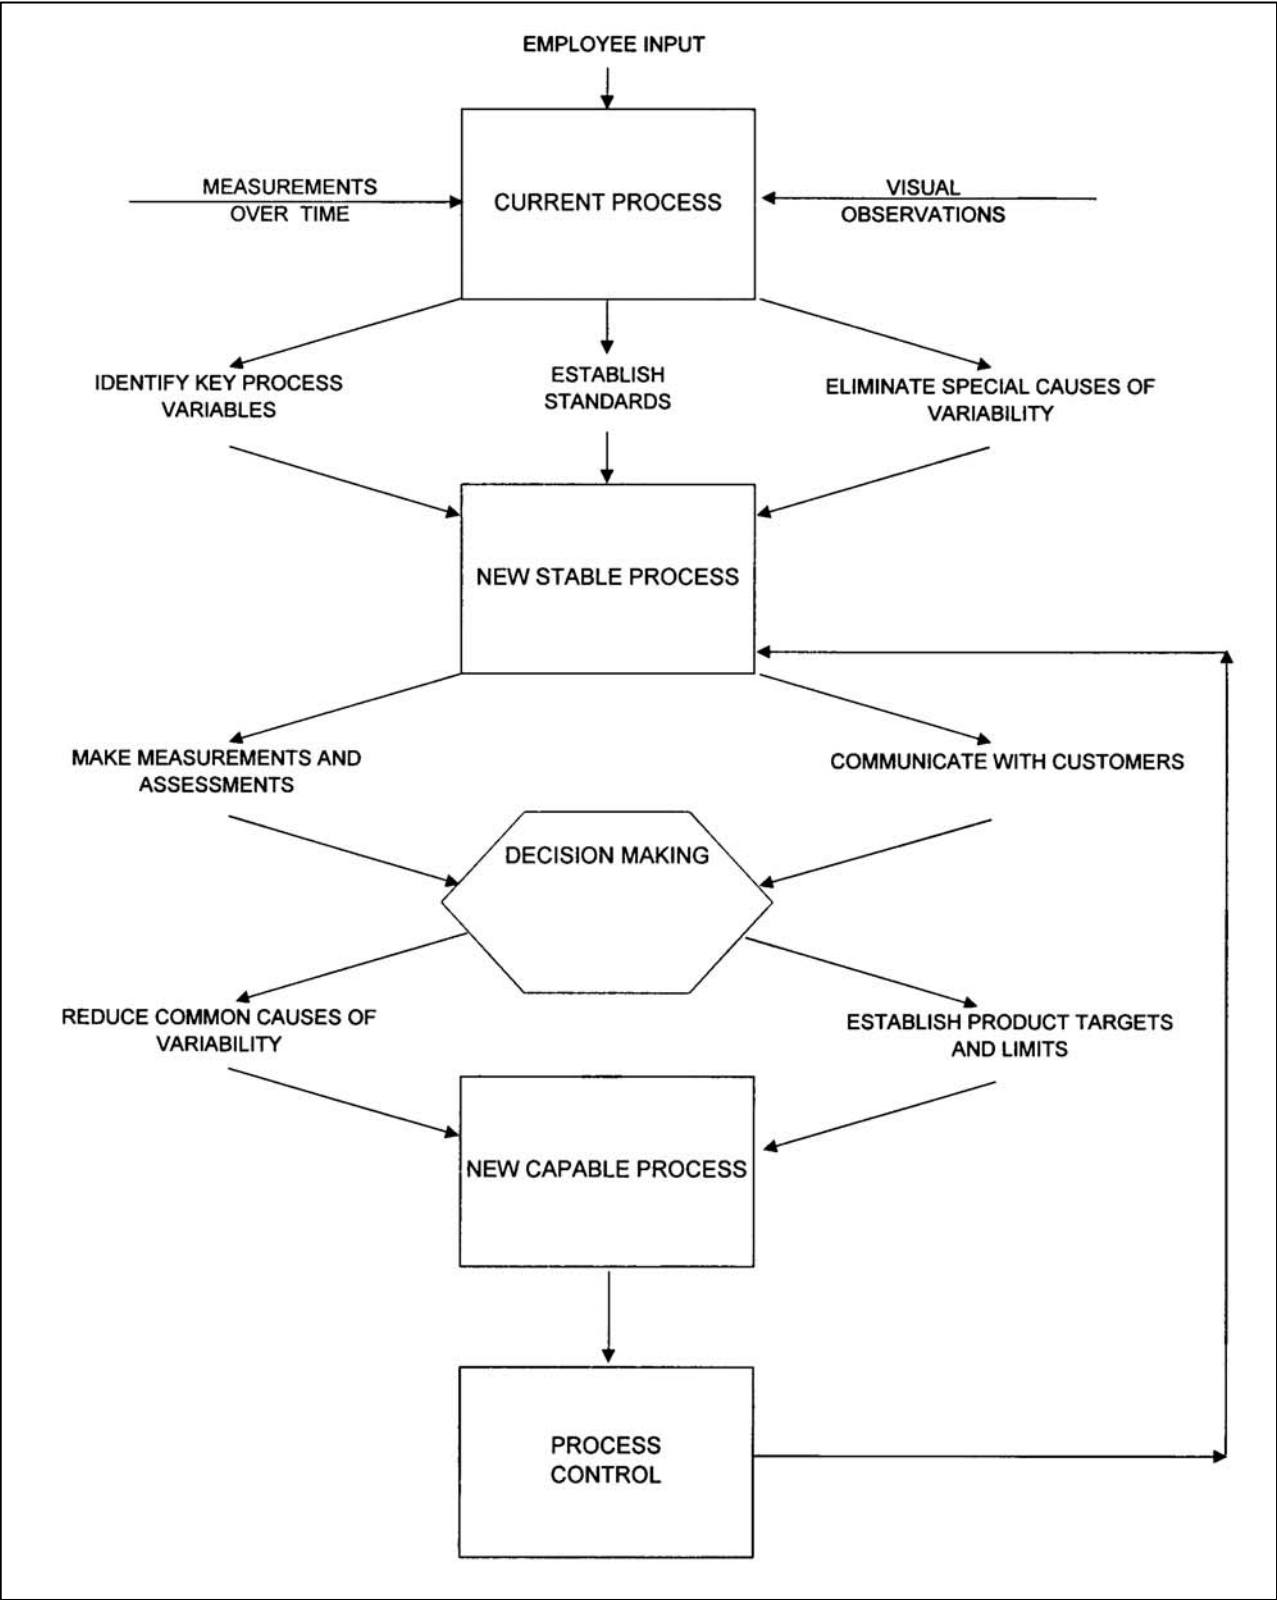 EMPLOYEE INPUT
MEASUREMENTS
OVER TIME
CURRENT PROCESS
VISUAL
OBSERVATIONS
IDENTIFY KEY PROCESS
VARIABLES
ESTABLISH
STANDARDS
ELIMINATE SPECIAL CAUSES OF
VARIABILITY
NEW STABLE PROCESS
MAKE MEASUREMENTS AND
ASSESSMENTS
COMMUNICATE WITH CUSTOMERS
DECISION MAKING
REDUCE COMMON CAUSES OF
VARIABILITY
ESTABLISH PRODUCT TARGETS
AND LIMITS
NEW CAPABLE PROCESS
PROCESS
CONTROL